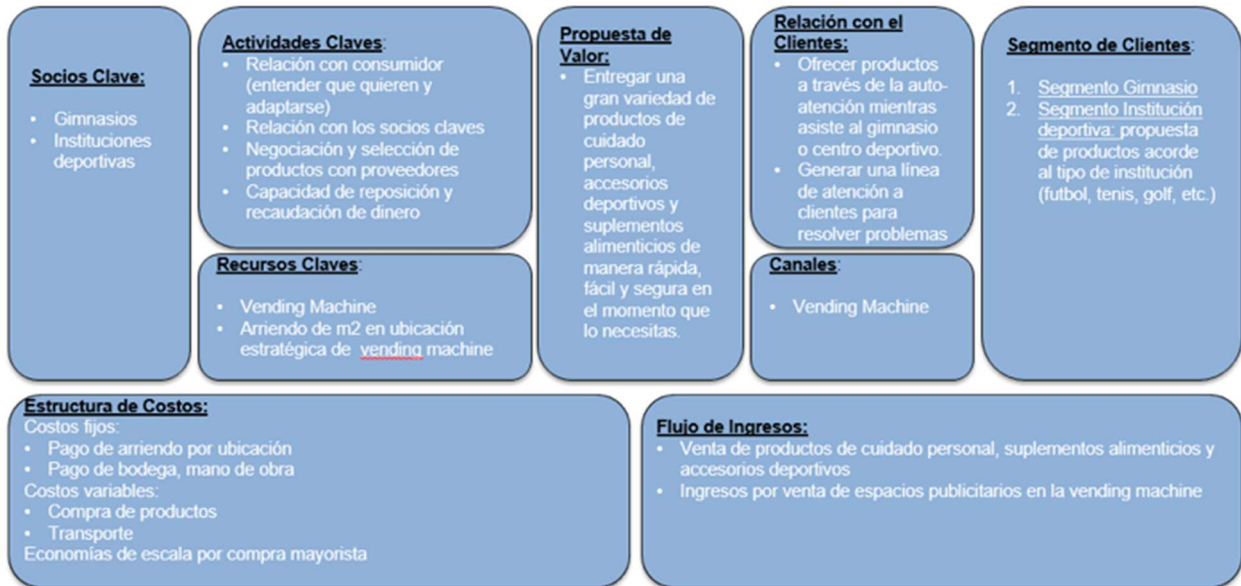 Socios Clave:
• Gimnasios
• Instituciones
deportivas
Actividades Claves:
• Relación con consumidor
(entender que quieren y
adaptarse)
• Relación con los socios claves
• Negociación y selección de
productos con proveedores
• Capacidad de reposición y
recaudación de dinero
Recursos Claves:
• Vending Machine
• Arriendo de m2 en ubicación
estratégica de vending machine
Propuesta de
Valor:
• Entregar una
gran variedad de
productos de
cuidado
personal,
accesorios
deportivos y
suplementos
alimenticios de
manera rápida,
fácil y segura en
el momento que
lo necesitas.
Relación con el
Clientes:
• Ofrecer productos
a través de la auto-
atención mientras
asiste al gimnasio
o centro deportivo.
• Generar una línea
de atención a
clientes para
resolver problemas
Canales:
• Vending Machine
Segmento de Clientes:
1. Segmento Gimnasio
2. Segmento Institución
deportiva: propuesta
de productos acorde
al tipo de institución
(futbol, tenis, golf, etc.)
Estructura de Costos:
Costos fijos:
• Pago de arriendo por ubicación
• Pago de bodega, mano de obra
Costos variables:
• Compra de productos
• Transporte
Economías de escala por compra mayorista
Flujo de Ingresos:
• Venta de productos de cuidado personal, suplementos alimenticios y
accesorios deportivos
• Ingresos por venta de espacios publicitarios en la vending machine